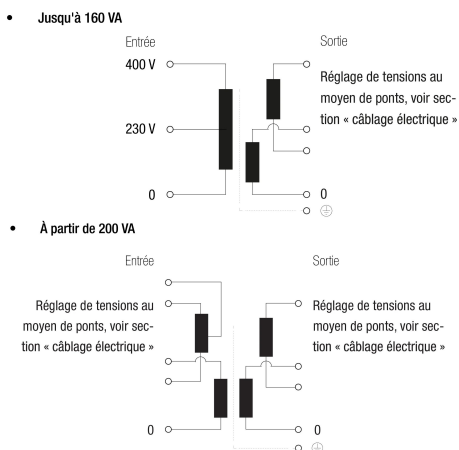 • Jusqu'à 160 VA
Entrée
Sortie
400 V
Réglage de tensions au
moyen de ponts, voir sec-
tion « câblage électrique »
230 V
0
0
• À partir de 200 VA
Entrée
Sortie
Réglage de tensions au
moyen de ponts, voir sec-
tion « câblage électrique »
Réglage de tensions au
moyen de ponts, voir sec-
tion « câblage électrique »
0
0